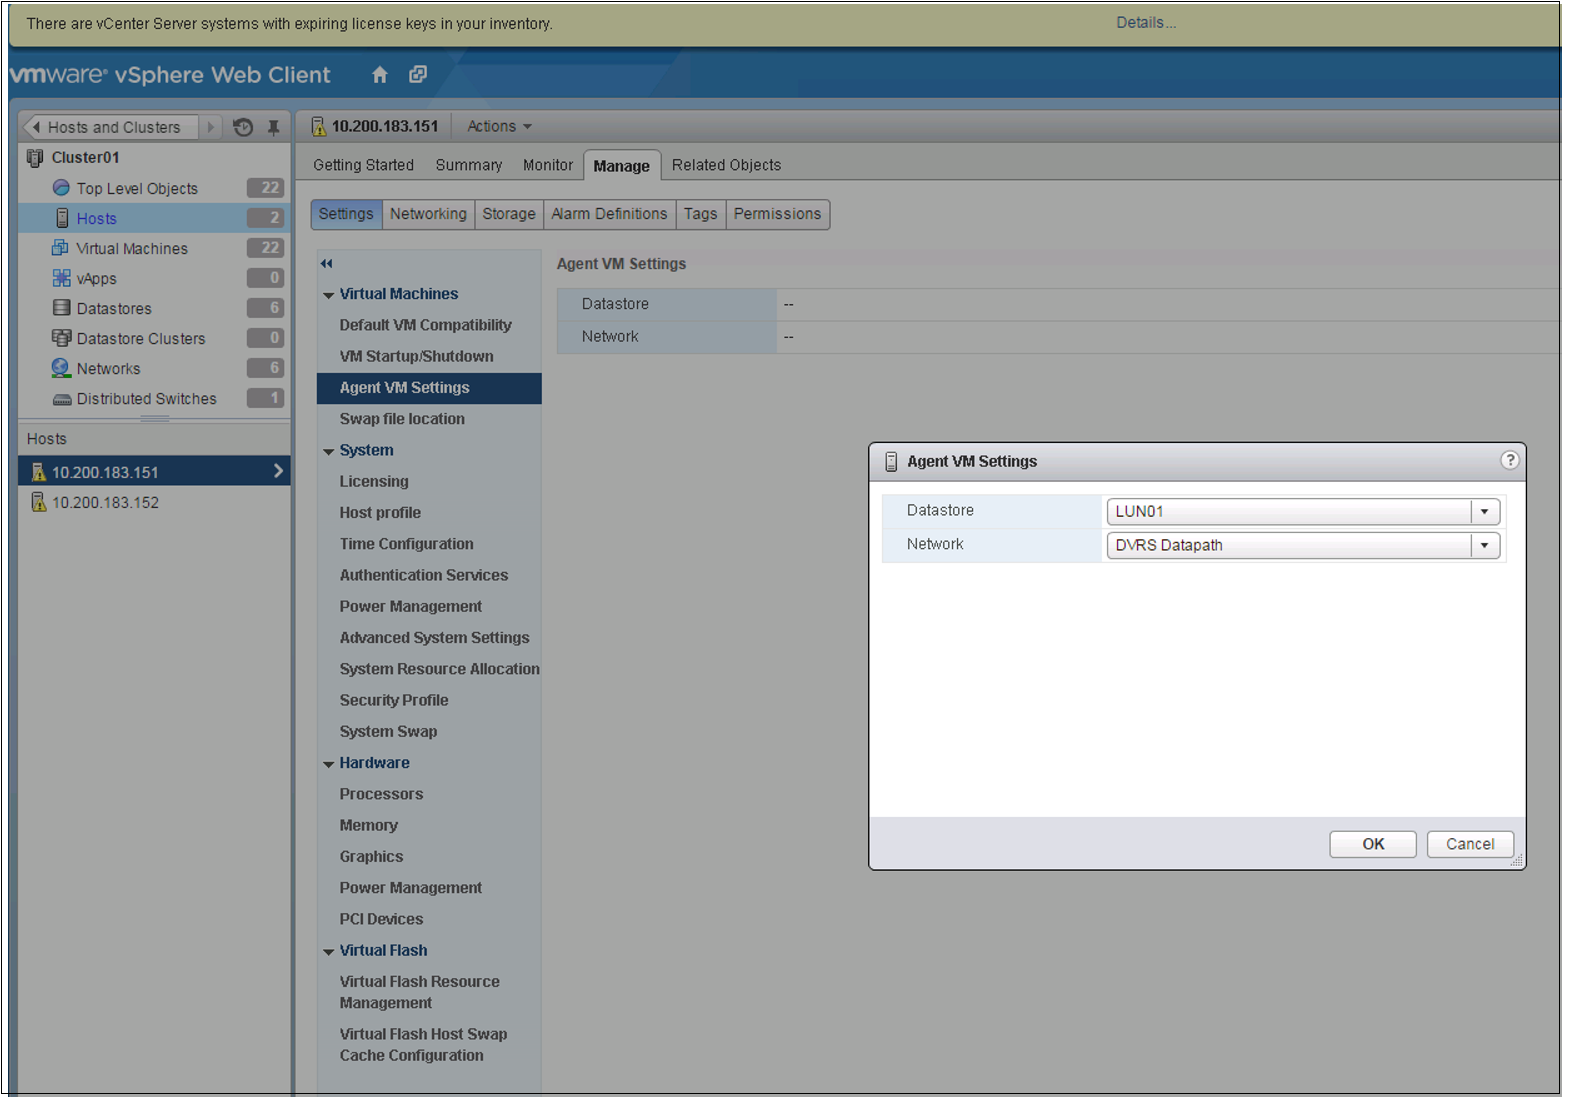 There are vCenter Server systems with expiring license keys in your inventory.
Details...
vmware® vSphere Web Client
Hosts and Clusters
Cluster01
Top Level Objects 22
Hosts 2
Virtual Machines 22
vApps 0
Datastores 6
Datastore Clusters 0
Networks 6
Distributed Switches 1
Hosts
10.200.183.151
10.200.183.152
10.200.183.151 Actions
Getting Started Summary Monitor Manage Related Objects
Settings Networking Storage Alarm Definitions Tags Permissions
Virtual Machines
Default VM Compatibility
VM Startup/Shutdown
Agent VM Settings
Swap file location
System
Licensing
Host profile
Time Configuration
Authentication Services
Power Management
Advanced System Settings
System Resource Allocation
Security Profile
System Swap
Hardware
Processors
Memory
Graphics
Power Management
PCI Devices
Virtual Flash
Virtual Flash Resource
Management
Virtual Flash Host Swap
Cache Configuration
Agent VM Settings
Datastore --
Network --
Agent VM Settings ?
Datastore LUN01
Network DVRS Datapath
OK Cancel